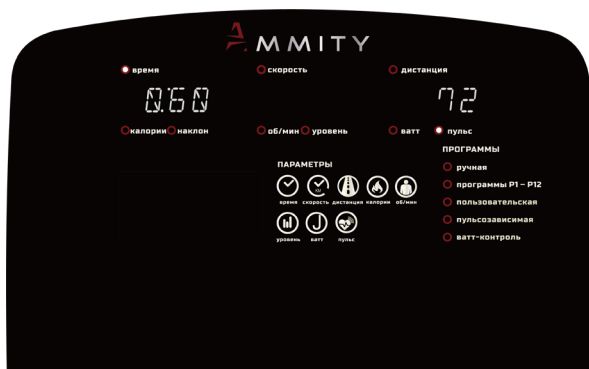 AMMITY
время скорость дистанция
0:60 72
калории наклон об/мин уровень ватт пульс
ПРОГРАММЫ
ПАРАМЕТРЫ
ручная
программы P1 – P12
время скорость дистанция калории об/мин
пользовательская
пульсозависимая
уровень ватт пульс
ватт-контроль